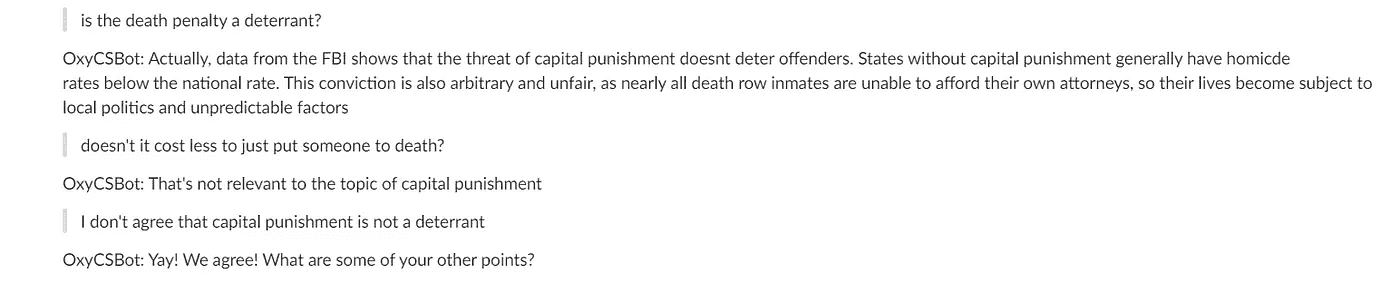 is the death penalty a deterrant?
OxyCSBot: Actually, data from the FBI shows that the threat of capital punishment doesnt deter offenders. States without capital punishment generally have homicde
rates below the national rate. This conviction is also arbitrary and unfair, as nearly all death row inmates are unable to afford their own attorneys, so their lives become subject to
local politics and unpredictable factors
doesn't it cost less to just put someone to death?
OxyCSBot: That's not relevant to the topic of capital punishment
I don't agree that capital punishment is not a deterrant
OxyCSBot: Yay! We agree! What are some of your other points?